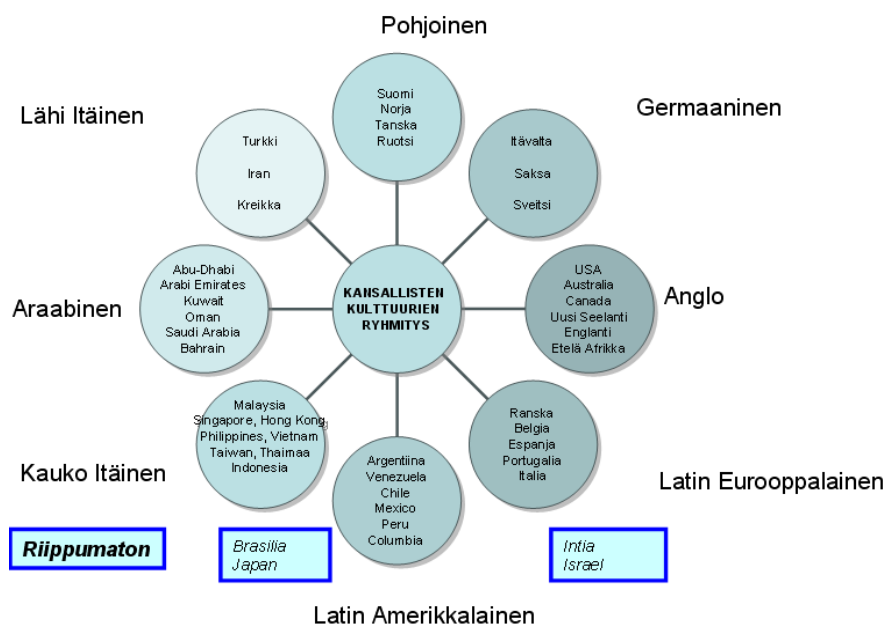 Pohjoinen
Suomi
Norja
Tanska
Ruotsi
Germaaninen
Itävalta
Saksa
Sveitsi
Anglo
USA
Australia
Canada
Uusi Seelanti
Englanti
Etelä Afrikka
Latin Eurooppalainen
Ranska
Belgia
Espanja
Portugalia
Italia
Latin Amerikkalainen
Argentiina
Venezuela
Chile
Mexico
Peru
Columbia
Kauko Itäinen
Malaysia
Singapore, Hong Kong,
Philippines, Vietnam
Taiwan, Thaimaa
Indonesia
Araabinen
Abu-Dhabi
Arabi Emirates
Kuwait
Oman
Saudi Arabia
Bahrain
Lähi Itäinen
Turkki
Iran
Kreikka
KANSALLISTEN
KULTTUURIEN
RYHMITYS
Riippumaton
Brasilia
Japan
Intia
Israel